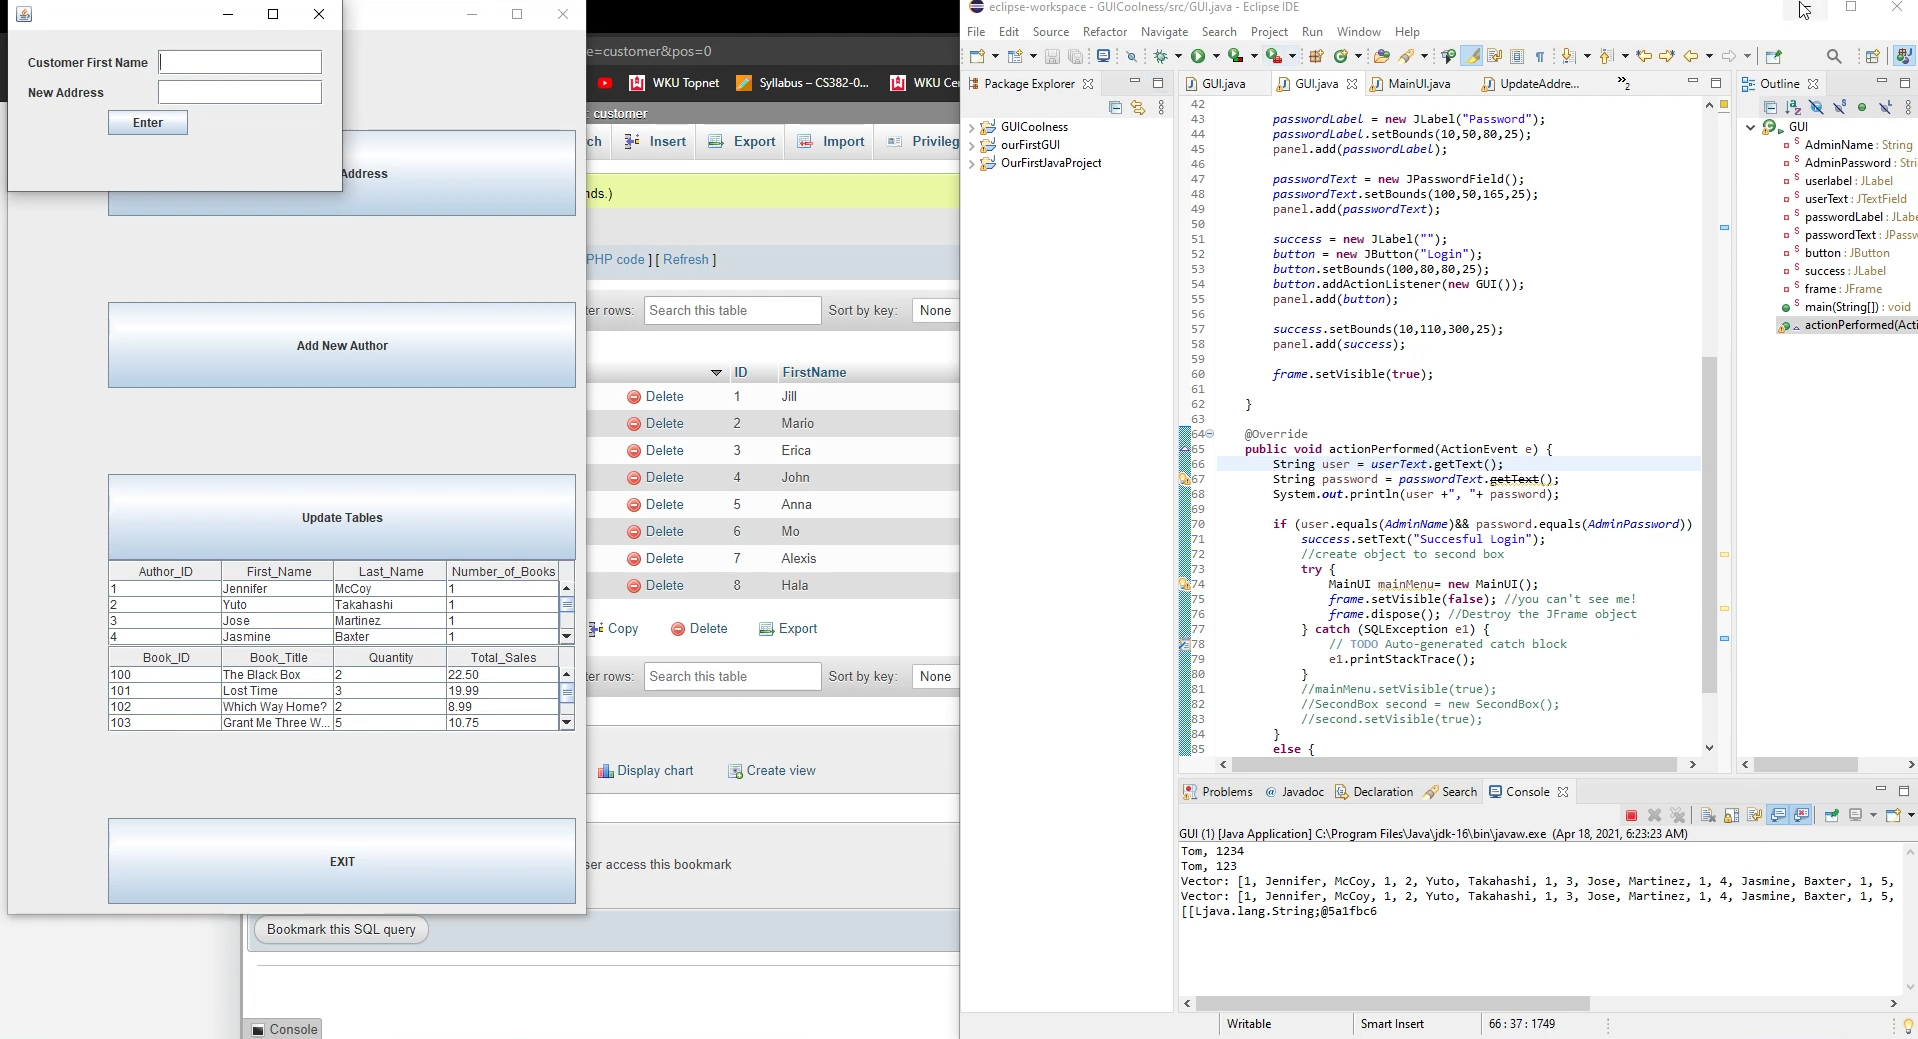 Customer First Name
New Address
Enter
Address
Add New Author
Update Tables
Author_ID First_Name Last_Name Number_of_Books
1 Jennifer McCoy 1
2 Yuto Takahashi 1
3 Jose Martinez 1
4 Jasmine Baxter 1
Book_ID Book_Title Quantity Total_Sales
100 The Black Box 2 22.50
101 Lost Time 3 19.99
102 Which Way Home? 2 8.99
103 Grant Me Three W... 5 10.75
EXIT
e=customer&pos=0
WKU Topnet Syllabus – CS382-0... WKU Cer
: customer
ch Insert Export Import Privileg
nds.)
PHP code ] [ Refresh ]
ter rows: Search this table Sort by key: None
ID FirstName
Delete 1 Jill
Delete 2 Mario
Delete 3 Erica
Delete 4 John
Delete 5 Anna
Delete 6 Mo
Delete 7 Alexis
Delete 8 Hala
Copy Delete Export
ter rows: Search this table Sort by key: None
Display chart Create view
ser access this bookmark
Bookmark this SQL query
Console
eclipse-workspace - GUICoolness/src/GUI.java - Eclipse IDE
File Edit Source Refactor Navigate Search Project Run Window Help
Package Explorer
GUICoolness
ourFirstGUI
OurFirstJavaProject
GUI.java GUI.java MainUI.java UpdateAddre... »2
42
43 passwordLabel = new JLabel("Password");
44 passwordLabel.setBounds(10,50,80,25);
45 panel.add(passwordLabel);
46
47 passwordText = new JPasswordField();
48 passwordText.setBounds(100,50,165,25);
49 panel.add(passwordText);
50
51 success = new JLabel("");
52 button = new JButton("Login");
53 button.setBounds(100,80,80,25);
54 button.addActionListener(new GUI());
55 panel.add(button);
56
57 success.setBounds(10,110,300,25);
58 panel.add(success);
59
60 frame.setVisible(true);
61
62 }
63
64 @Override
65 public void actionPerformed(ActionEvent e) {
66 String user = userText.getText();
67 String password = passwordText.getText();
68 System.out.println(user +", "+ password);
69
70 if (user.equals(AdminName)&& password.equals(AdminPassword))
71 success.setText("Succesful Login");
72 //create object to second box
73 try {
74 MainUI mainMenu= new MainUI();
75 frame.setVisible(false); //you can't see me!
76 frame.dispose(); //Destroy the JFrame object
77 } catch (SQLException e1) {
78 // TODO Auto-generated catch block
79 e1.printStackTrace();
80 }
81 //mainMenu.setVisible(true);
82 //SecondBox second = new SecondBox();
83 //second.setVisible(true);
84 }
85 else {
Outline
GUI
AdminName : String
AdminPassword : Stri
userlabel : JLabel
userText : JTextField
passwordLabel : JLabe
passwordText : JPassw
button : JButton
success : JLabel
frame : JFrame
main(String[]) : void
actionPerformed(Acti
Problems Javadoc Declaration Search Console
GUI (1) [Java Application] C:\Program Files\Java\jdk-16\bin\javaw.exe (Apr 18, 2021, 6:23:23 AM)
Tom, 1234
Tom, 123
Vector: [1, Jennifer, McCoy, 1, 2, Yuto, Takahashi, 1, 3, Jose, Martinez, 1, 4, Jasmine, Baxter, 1, 5,
Vector: [1, Jennifer, McCoy, 1, 2, Yuto, Takahashi, 1, 3, Jose, Martinez, 1, 4, Jasmine, Baxter, 1, 5,
[[Ljava.lang.String;@5a1fbc6
Writable Smart Insert 66 : 37 : 1749